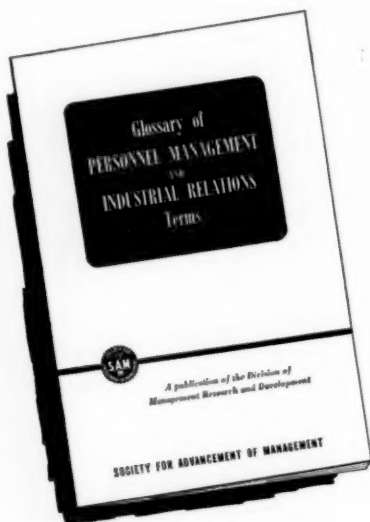 Glossary of
PERSONNEL MANAGEMENT
AND
INDUSTRIAL RELATIONS
Terms
S.A.M.
A publication of the Division of
Management Research and Development
SOCIETY FOR ADVANCEMENT OF MANAGEMENT